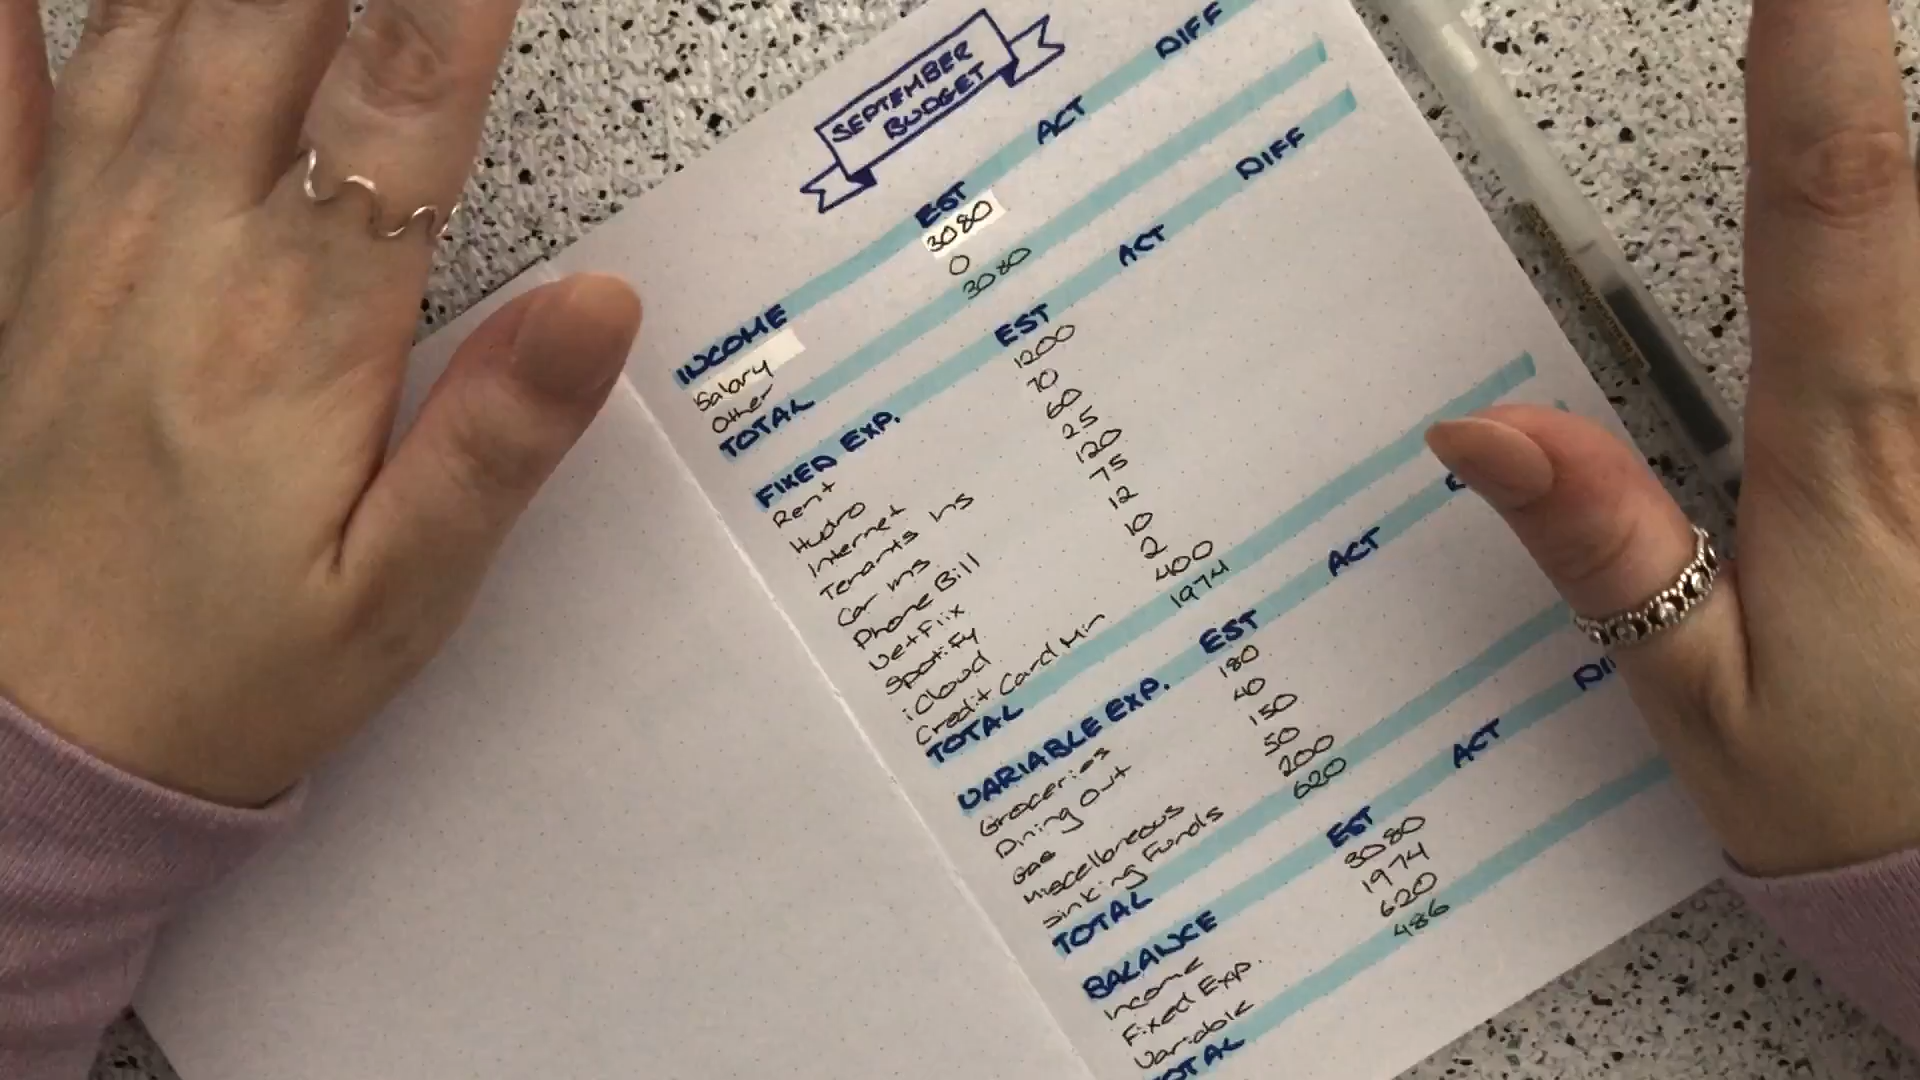 SEPTEMBER
BUDGET
INCOME EST ACT DIFF
Salary 3080
Other 0
TOTAL 3080
FIXED EXP. EST ACT DIFF
Rent 1200
Hydro 70
Internet 60
Tenants ins 25
Car ins 120
Phone Bill 75
Netflix 12
Spotify 10
iCloud 2
Credit Card Min 400
TOTAL 1974
VARIABLE EXP. EST ACT
Groceries 180
Dining Out 40
Gas 150
Miscellaneous 50
Sinking Funds 200
TOTAL 620
BALANCE EST ACT
Income 3080
Fixed Exp. 1974
Variable 620
TOTAL 486